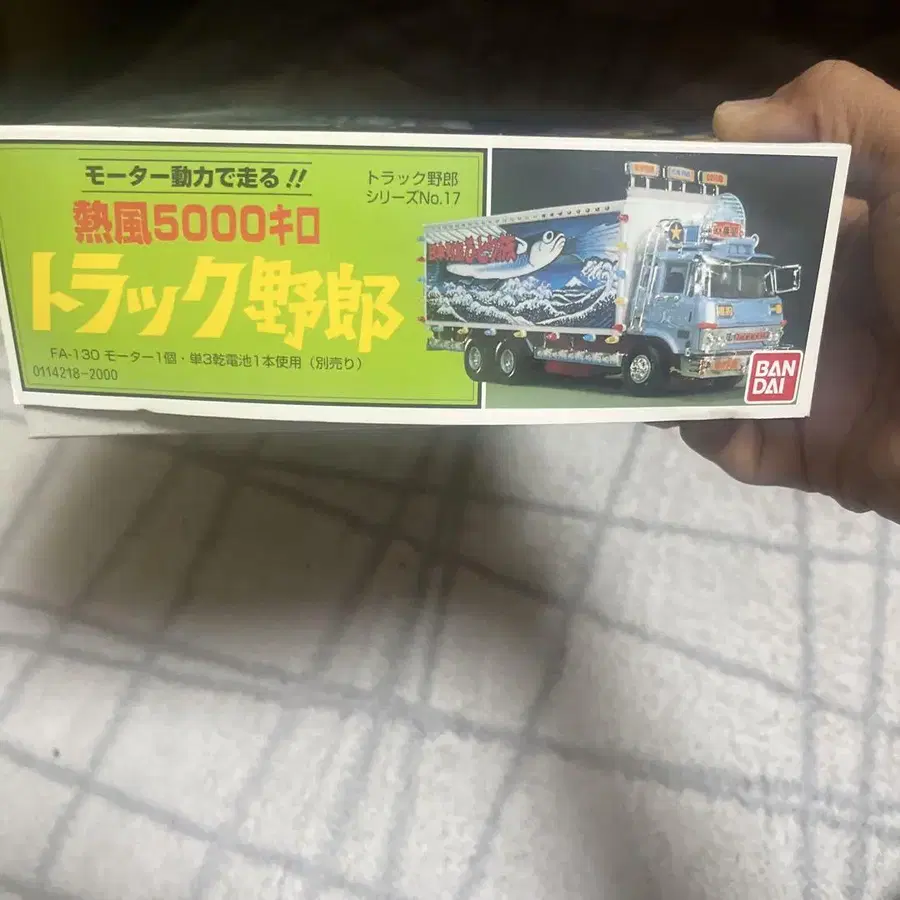 モーター動力で走る!!
熱風5000キロ
トラック野郎
シリーズNo.17
トラック野郎
FA-130 モーター1個・単3乾電池1本使用(別売り)
0114218-2000
BAN
DAI